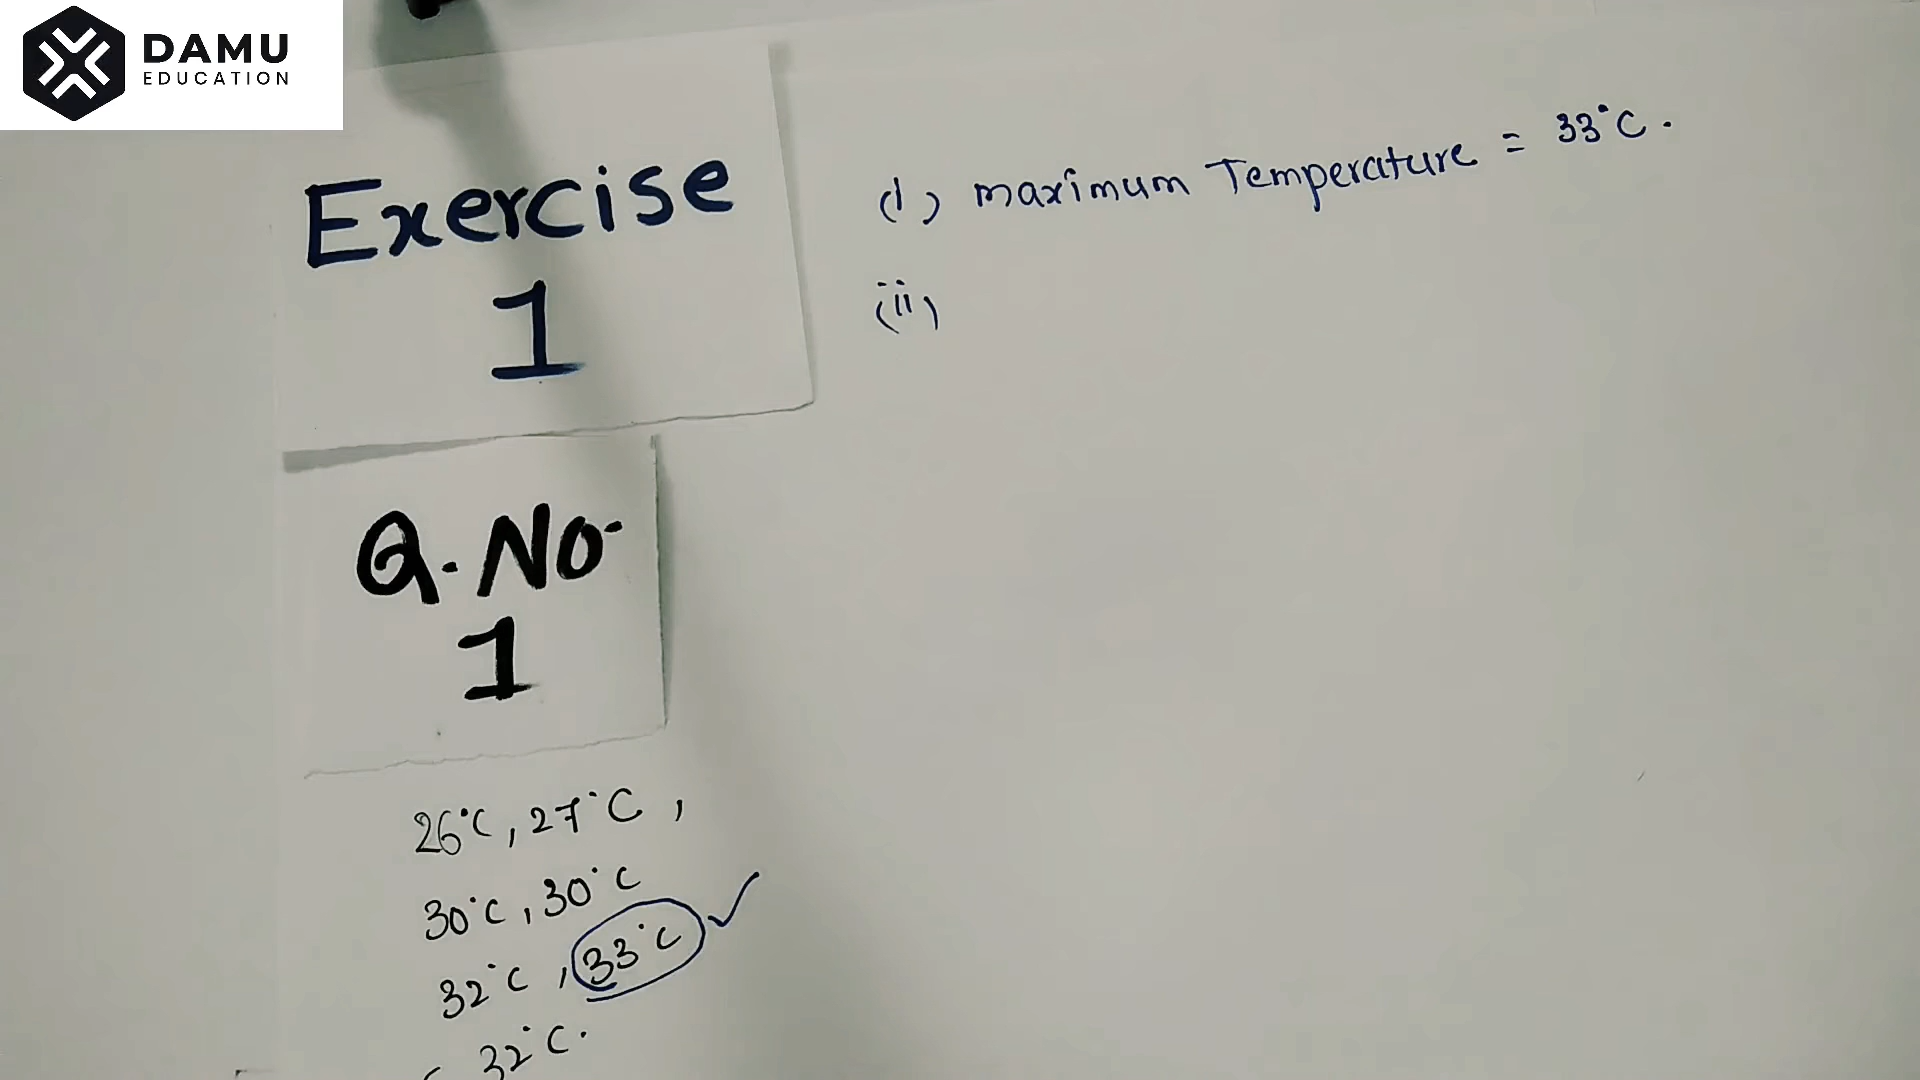 DAMU
EDUCATION
Exercise
1
Q. No.
1
26°C, 27°C,
30°C, 30°C
32°C, 33°C
32°C.
(i) maximum Temperature = 33°C.
(ii)